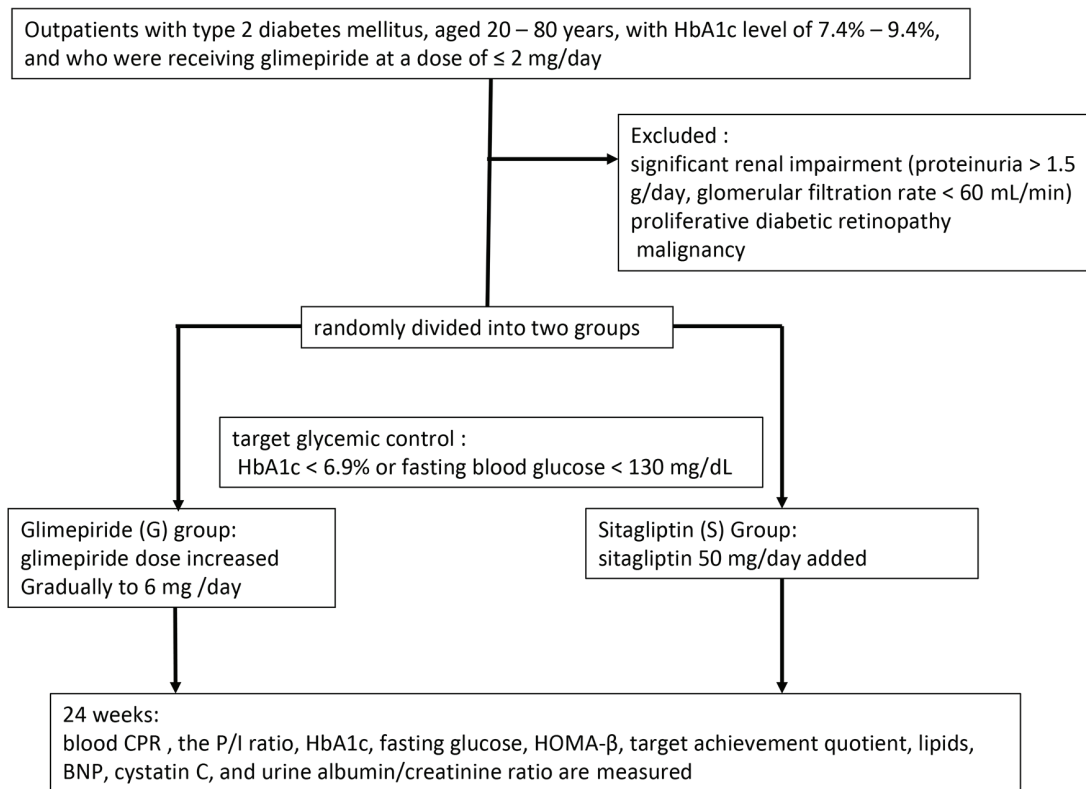 Outpatients with type 2 diabetes mellitus, aged 20 – 80 years, with HbA1c level of 7.4% – 9.4%,
and who were receiving glimepiride at a dose of ≤ 2 mg/day
Excluded :
significant renal impairment (proteinuria > 1.5
g/day, glomerular filtration rate < 60 mL/min)
proliferative diabetic retinopathy
malignancy
randomly divided into two groups
target glycemic control :
HbA1c < 6.9% or fasting blood glucose < 130 mg/dL
Glimepiride (G) group:
glimepiride dose increased
Gradually to 6 mg /day
Sitagliptin (S) Group:
sitagliptin 50 mg/day added
24 weeks:
blood CPR , the P/I ratio, HbA1c, fasting glucose, HOMA-β, target achievement quotient, lipids,
BNP, cystatin C, and urine albumin/creatinine ratio are measured